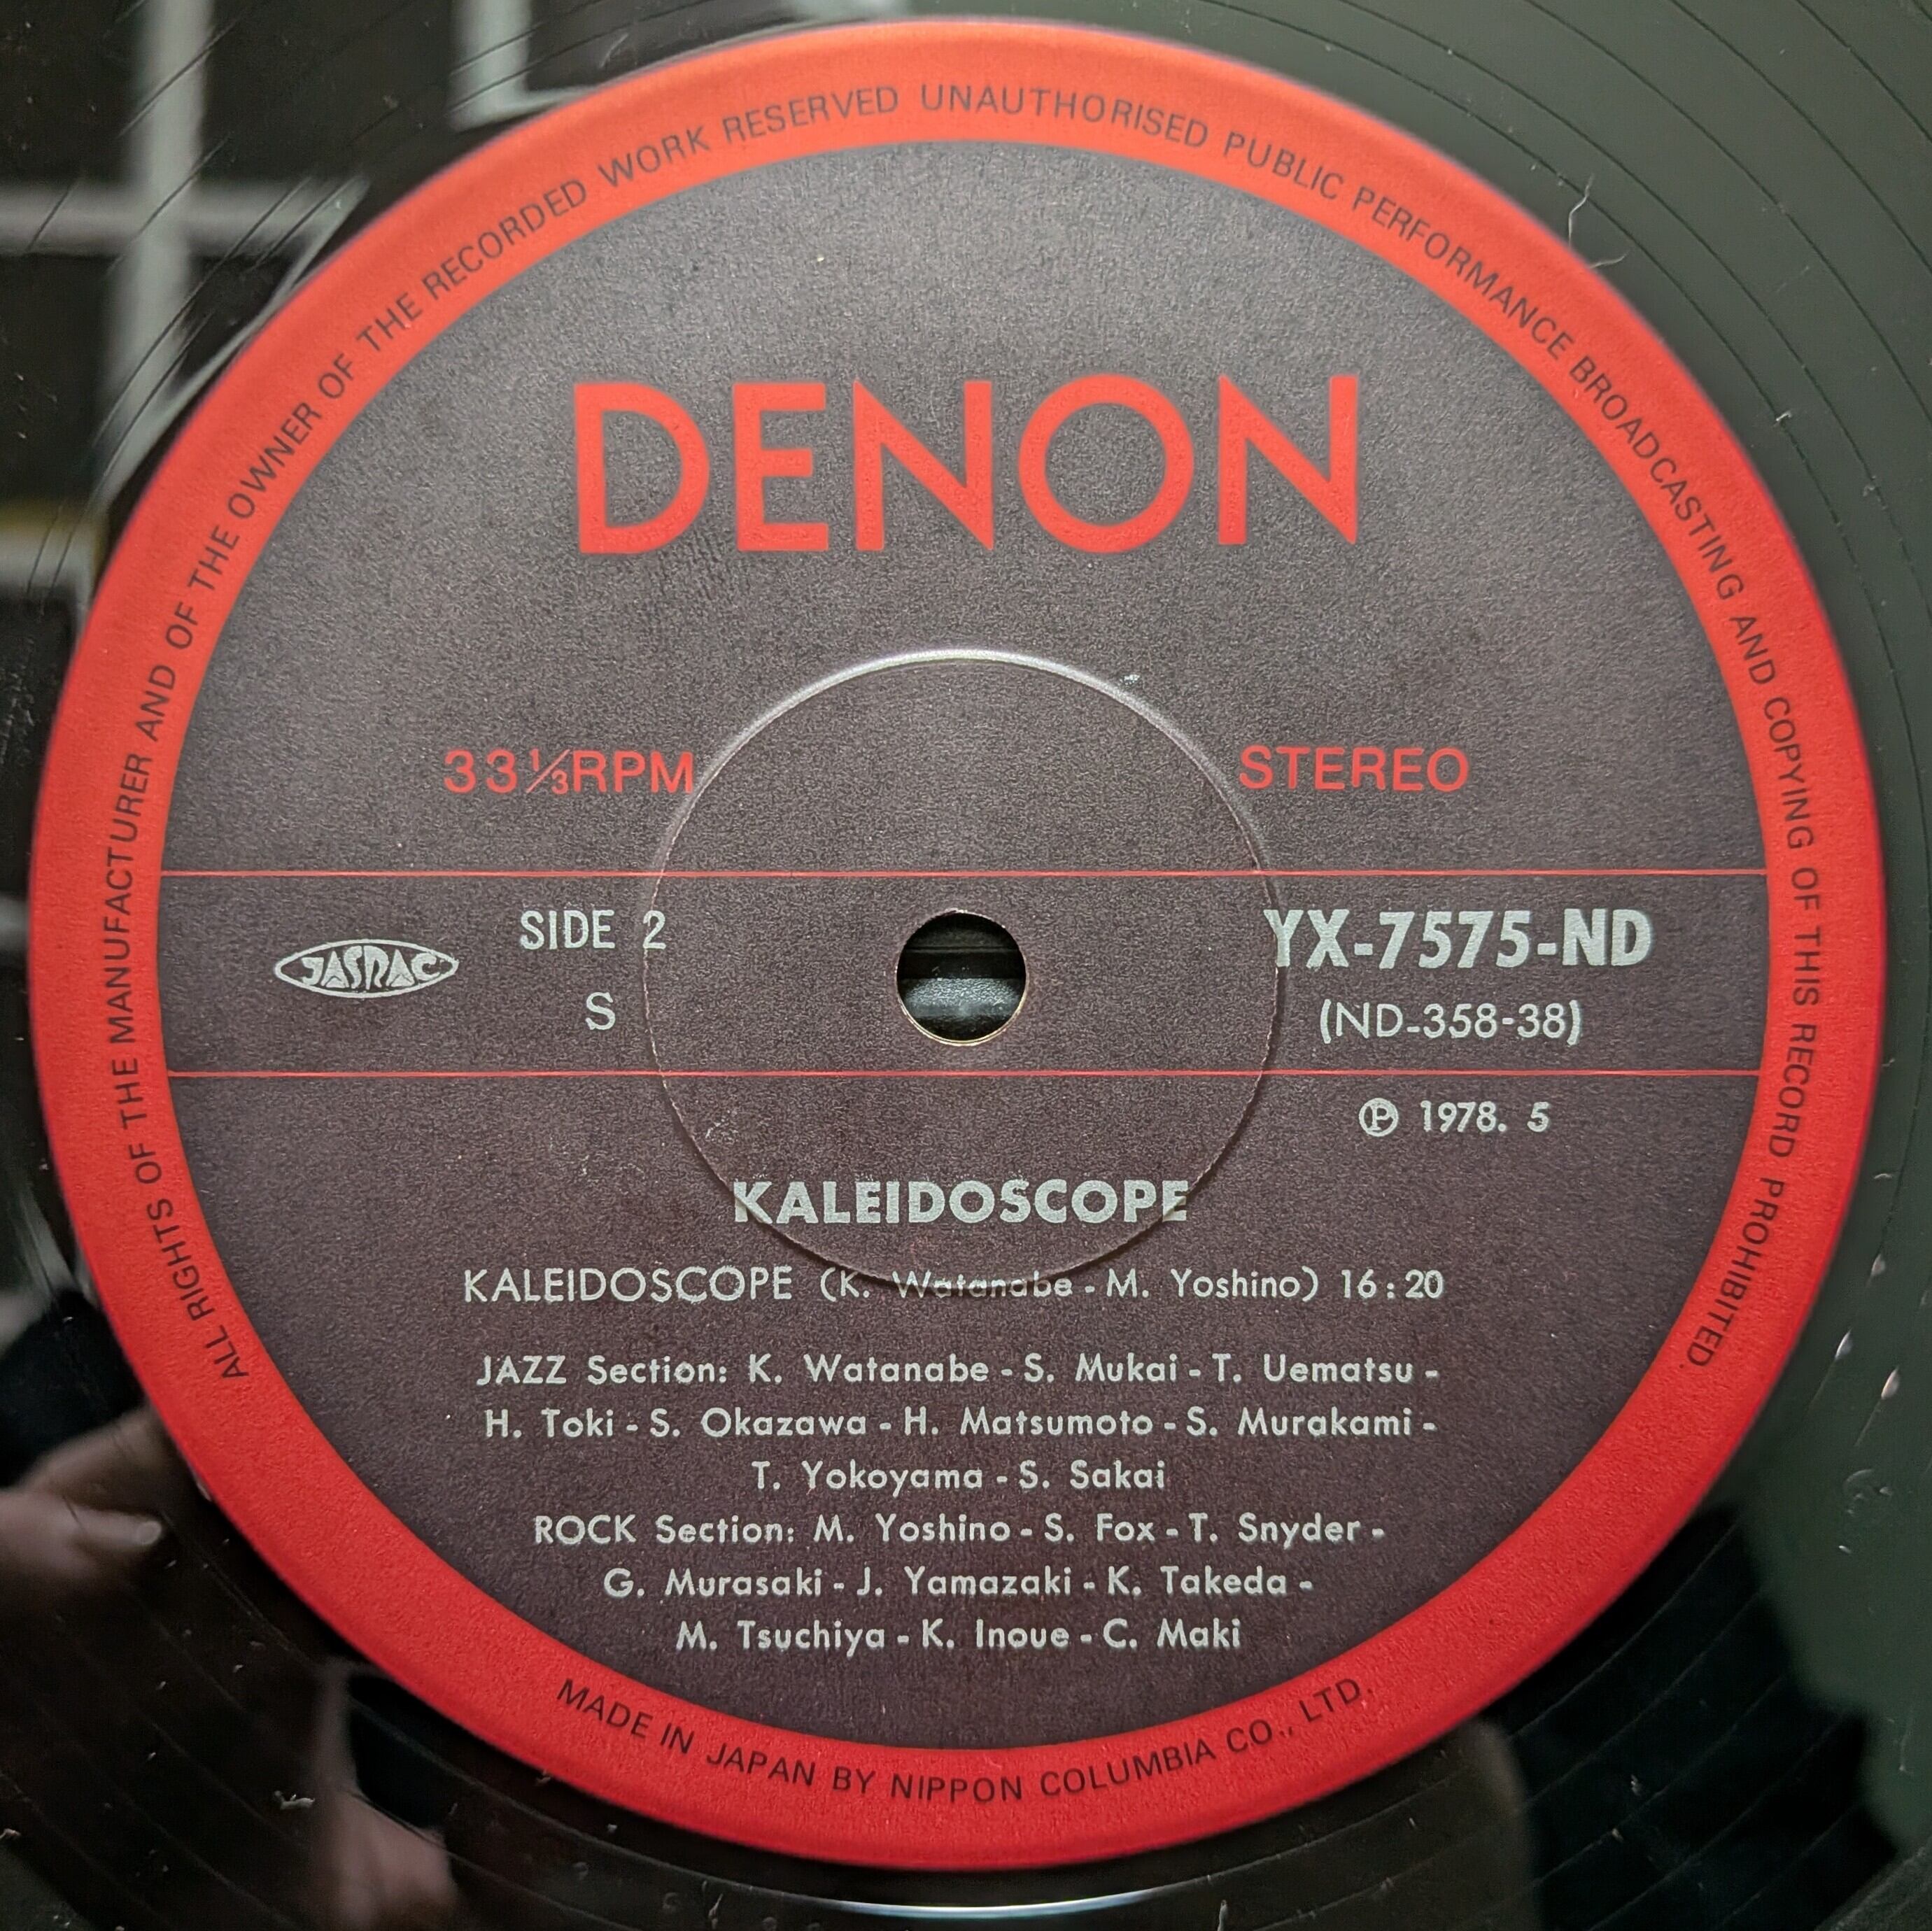 ALL RIGHTS OF THE MANUFACTURER AND OF THE OWNER OF THE RECORDED WORK RESERVED UNAUTHORISED PUBLIC PERFORMANCE BROADCASTING AND COPYING OF THIS RECORD PROHIBITED.
DENON
33⅓RPM STEREO
JASRAC
SIDE 2
S
YX-7575-ND
(ND-358-38)
Ⓟ 1978. 5
KALEIDOSCOPE
KALEIDOSCOPE (K. Watanabe - M. Yoshino) 16:20
JAZZ Section: K. Watanabe - S. Mukai - T. Uematsu -
H. Toki - S. Okazawa - H. Matsumoto - S. Murakami -
T. Yokoyama - S. Sakai
ROCK Section: M. Yoshino - S. Fox - T. Snyder -
G. Murasaki - J. Yamazaki - K. Takeda -
M. Tsuchiya - K. Inoue - C. Maki
MADE IN JAPAN BY NIPPON COLUMBIA CO., LTD.